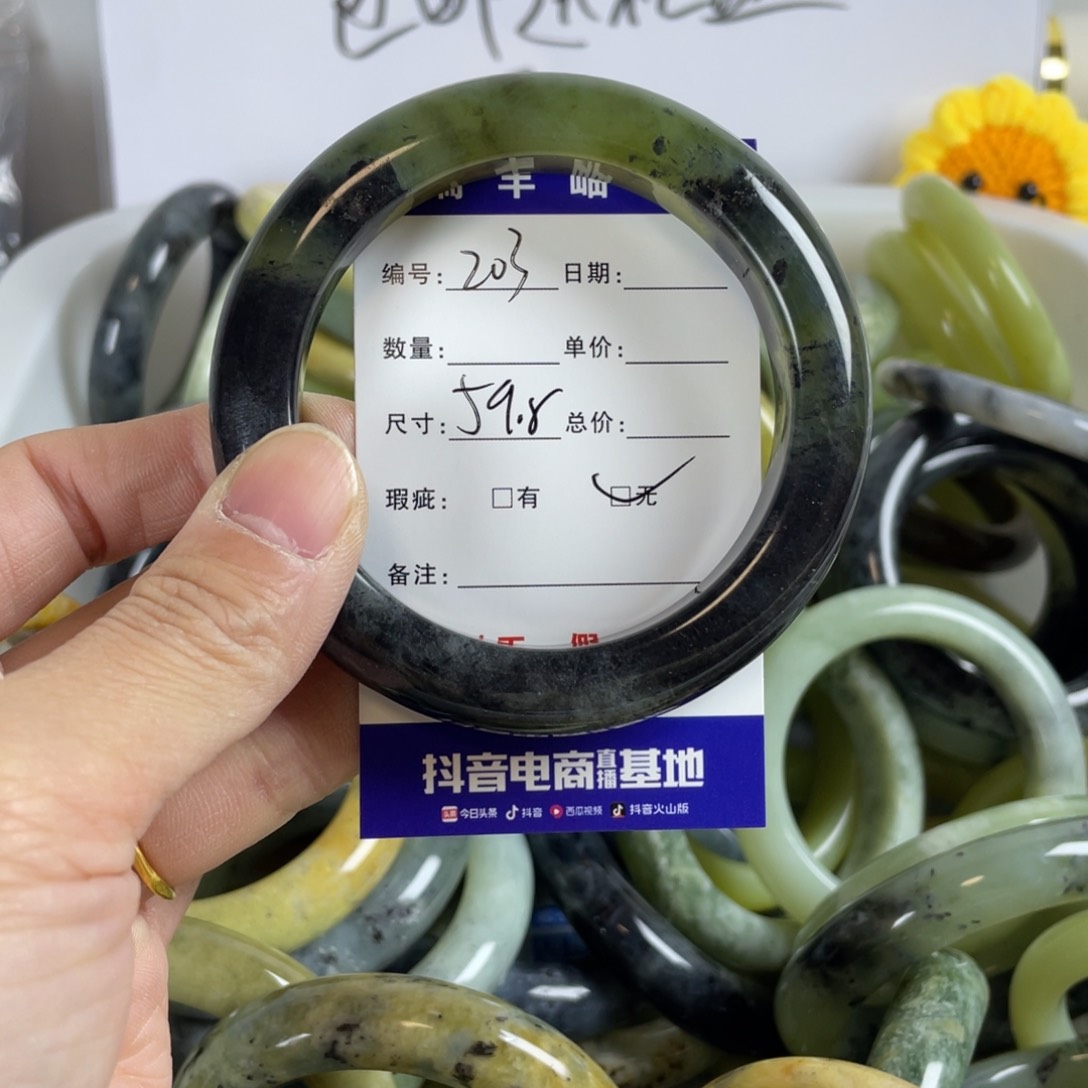 编号: 203 日期:
数量: 单价:
尺寸: 59.8 总价:
瑕疵: □有 □无
备注:
抖音电商直播基地
头条 今日头条 抖音 西瓜视频 抖音火山版